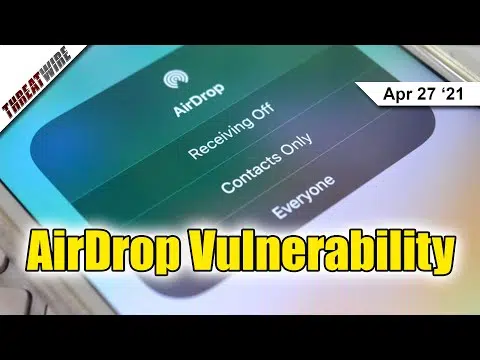 THREATWIRE
Apr 27 ‘21
AirDrop
Receiving Off
Contacts Only
Everyone
AirDrop Vulnerability